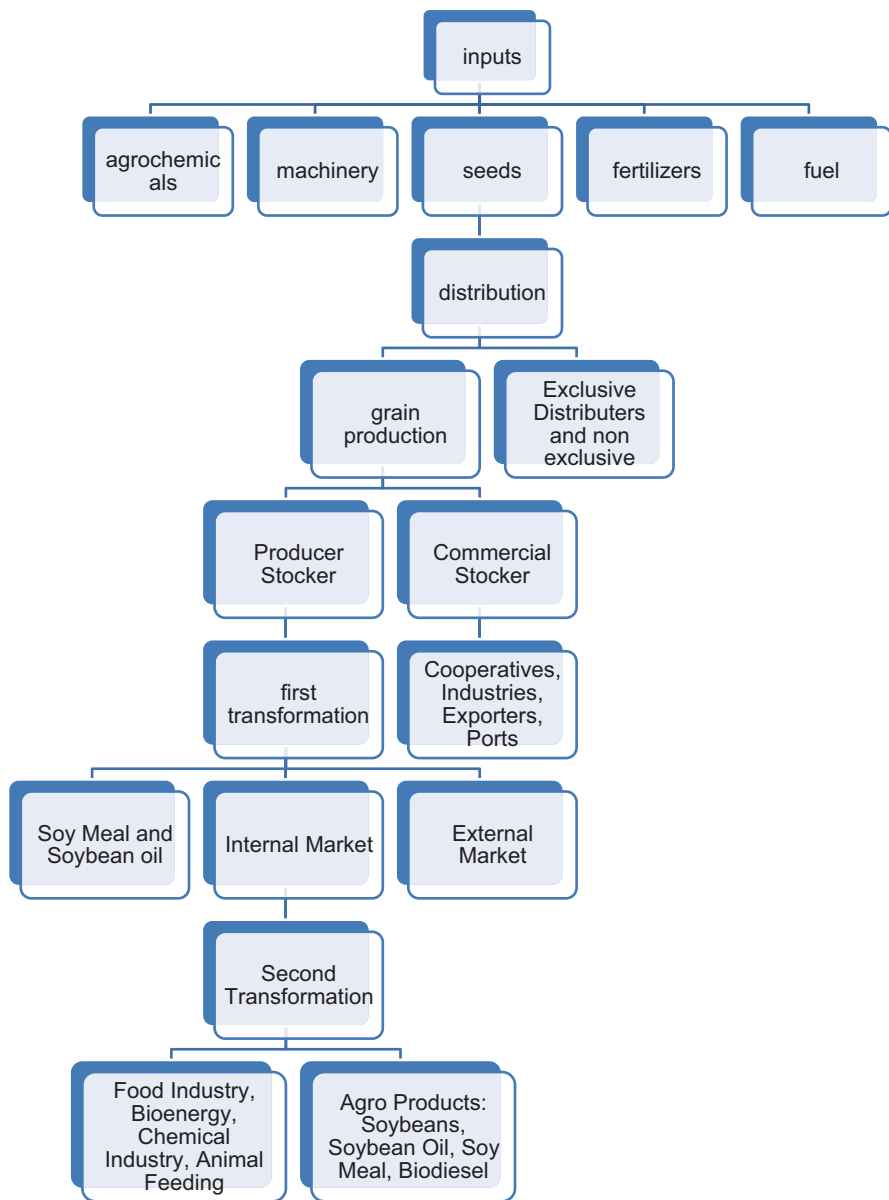 inputs
agrochemic
als
machinery
seeds
fertilizers
fuel
distribution
grain
production
Exclusive
Distributers
and non
exclusive
Producer
Stocker
Commercial
Stocker
first
transformation
Cooperatives,
Industries,
Exporters,
Ports
Soy Meal and
Soybean oil
Internal Market
External
Market
Second
Transformation
Food Industry,
Bioenergy,
Chemical
Industry, Animal
Feeding
Agro Products:
Soybeans,
Soybean Oil, Soy
Meal, Biodiesel